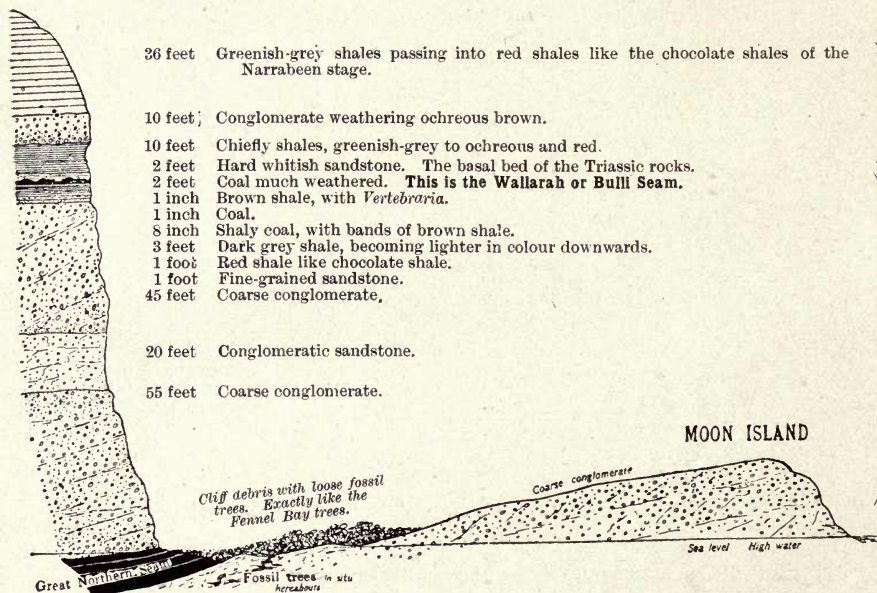 36 feet Greenish-grey shales passing into red shales like the chocolate shales of the
Narrabeen stage.
10 feet Conglomerate weathering ochreous brown.
10 feet Chiefly shales, greenish-grey to ochreous and red.
2 feet Hard whitish sandstone. The basal bed of the Triassic rocks.
2 feet Coal much weathered. This is the Wallarah or Bulli Seam.
1 inch Brown shale, with Vertebraria.
1 inch Coal.
8 inch Shaly coal, with bands of brown shale.
3 feet Dark grey shale, becoming lighter in colour downwards.
1 foot Red shale like chocolate shale.
1 foot Fine-grained sandstone.
45 feet Coarse conglomerate.
20 feet Conglomeratic sandstone.
55 feet Coarse conglomerate.
MOON ISLAND
Coarse conglomerate
Cliff debris with loose fossil
trees. Exactly like the
Fennel Bay trees.
Sea level High water
Great Northern Seam
Fossil trees in situ
hereabouts